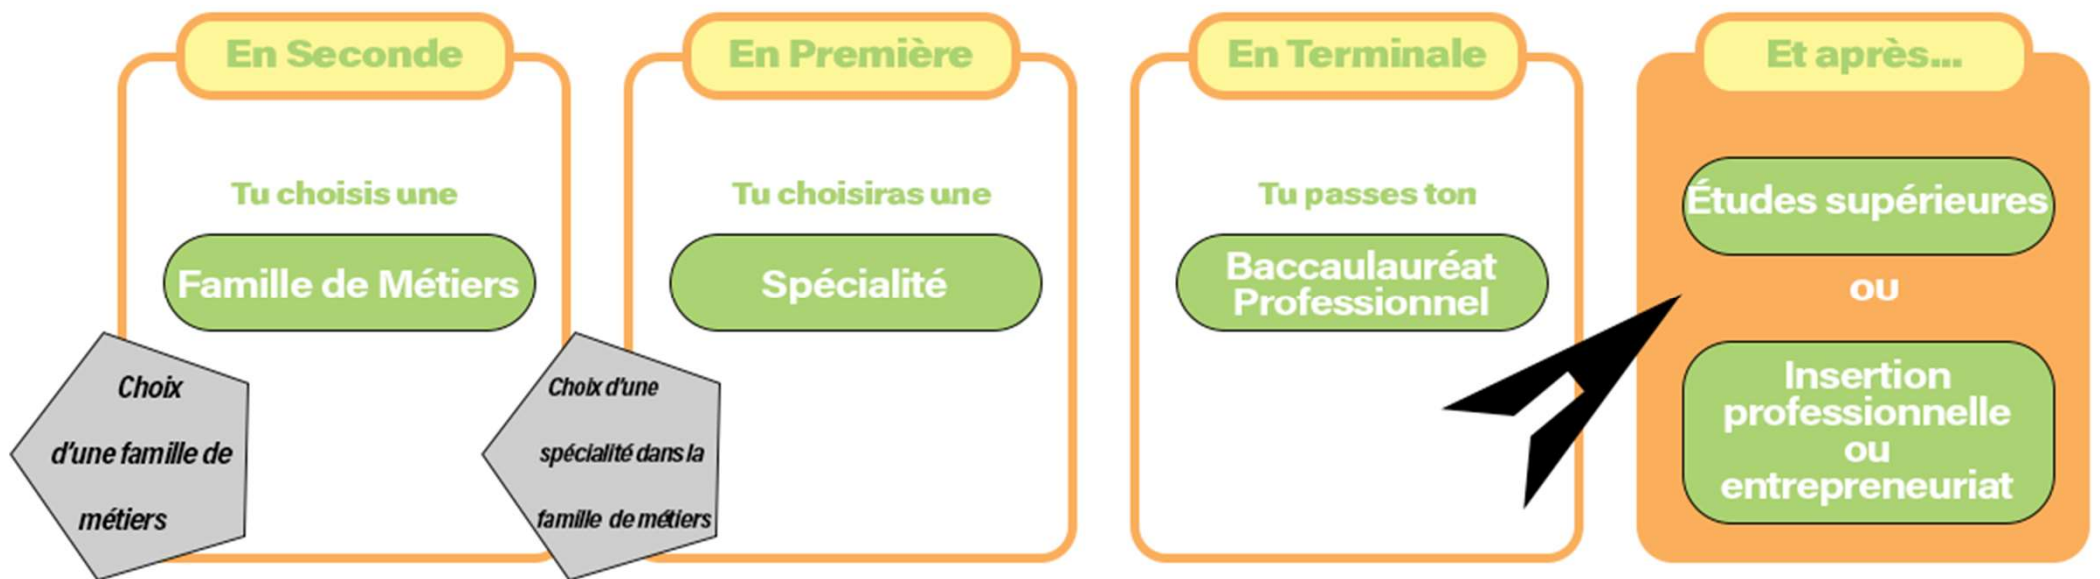 En Seconde
Tu choisis une
Famille de Métiers
Choix
d'une famille de
métiers
En Première
Tu choisiras une
Spécialité
Choix d'une
spécialité dans la
famille de métiers
En Terminale
Tu passes ton
Baccaulauréat
Professionnel
Et après...
Études supérieures
ou
Insertion
professionnelle
ou
entrepreneuriat